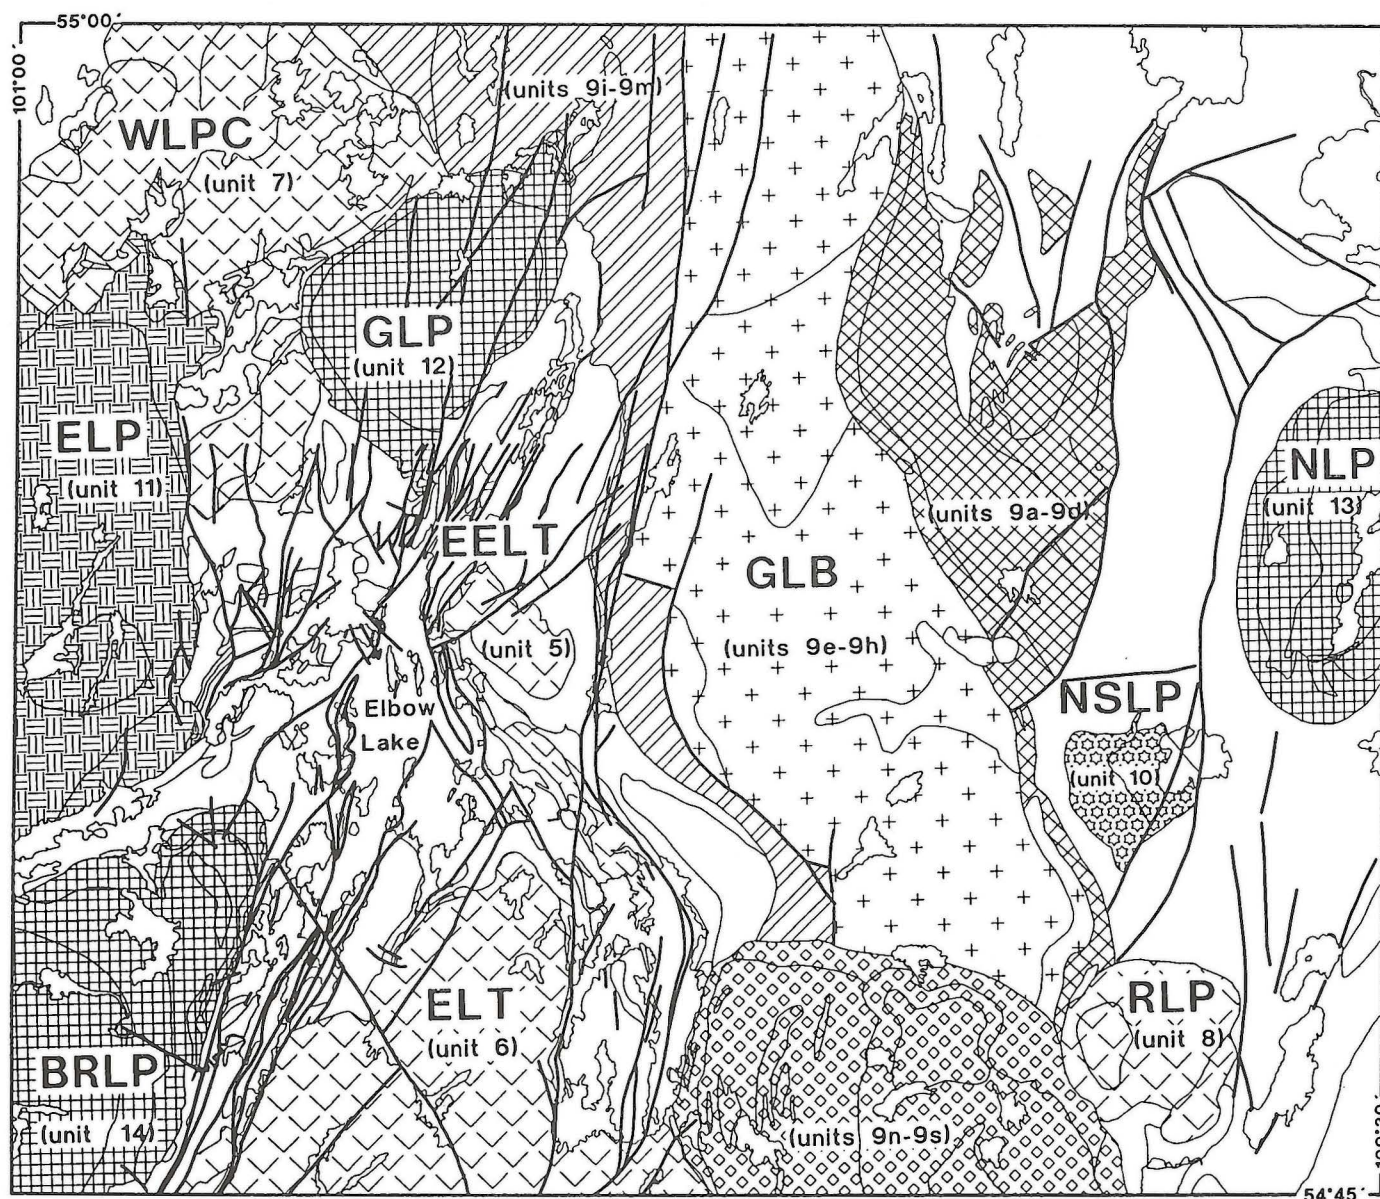 55°00´
101°00´
(units 9i-9m)
WLPC
(unit 7)
GLP
(unit 12)
ELP
(unit 11)
NLP
(unit 13)
(units 9a-9d)
EELT
GLB
(unit 5)
(units 9e-9h)
NSLP
Elbow
Lake
(unit 10)
ELT
(unit 6)
RLP
(unit 8)
BRLP
(unit 14)
(units 9n-9s)
54°45´